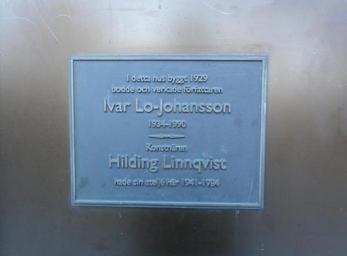 I detta hus byggt 1929
bodde och verkade författaren
Ivar Lo-Johansson
1934-1990
Konstnären
Hilding Linnqvist
hade sin ateljé här 1941-1984